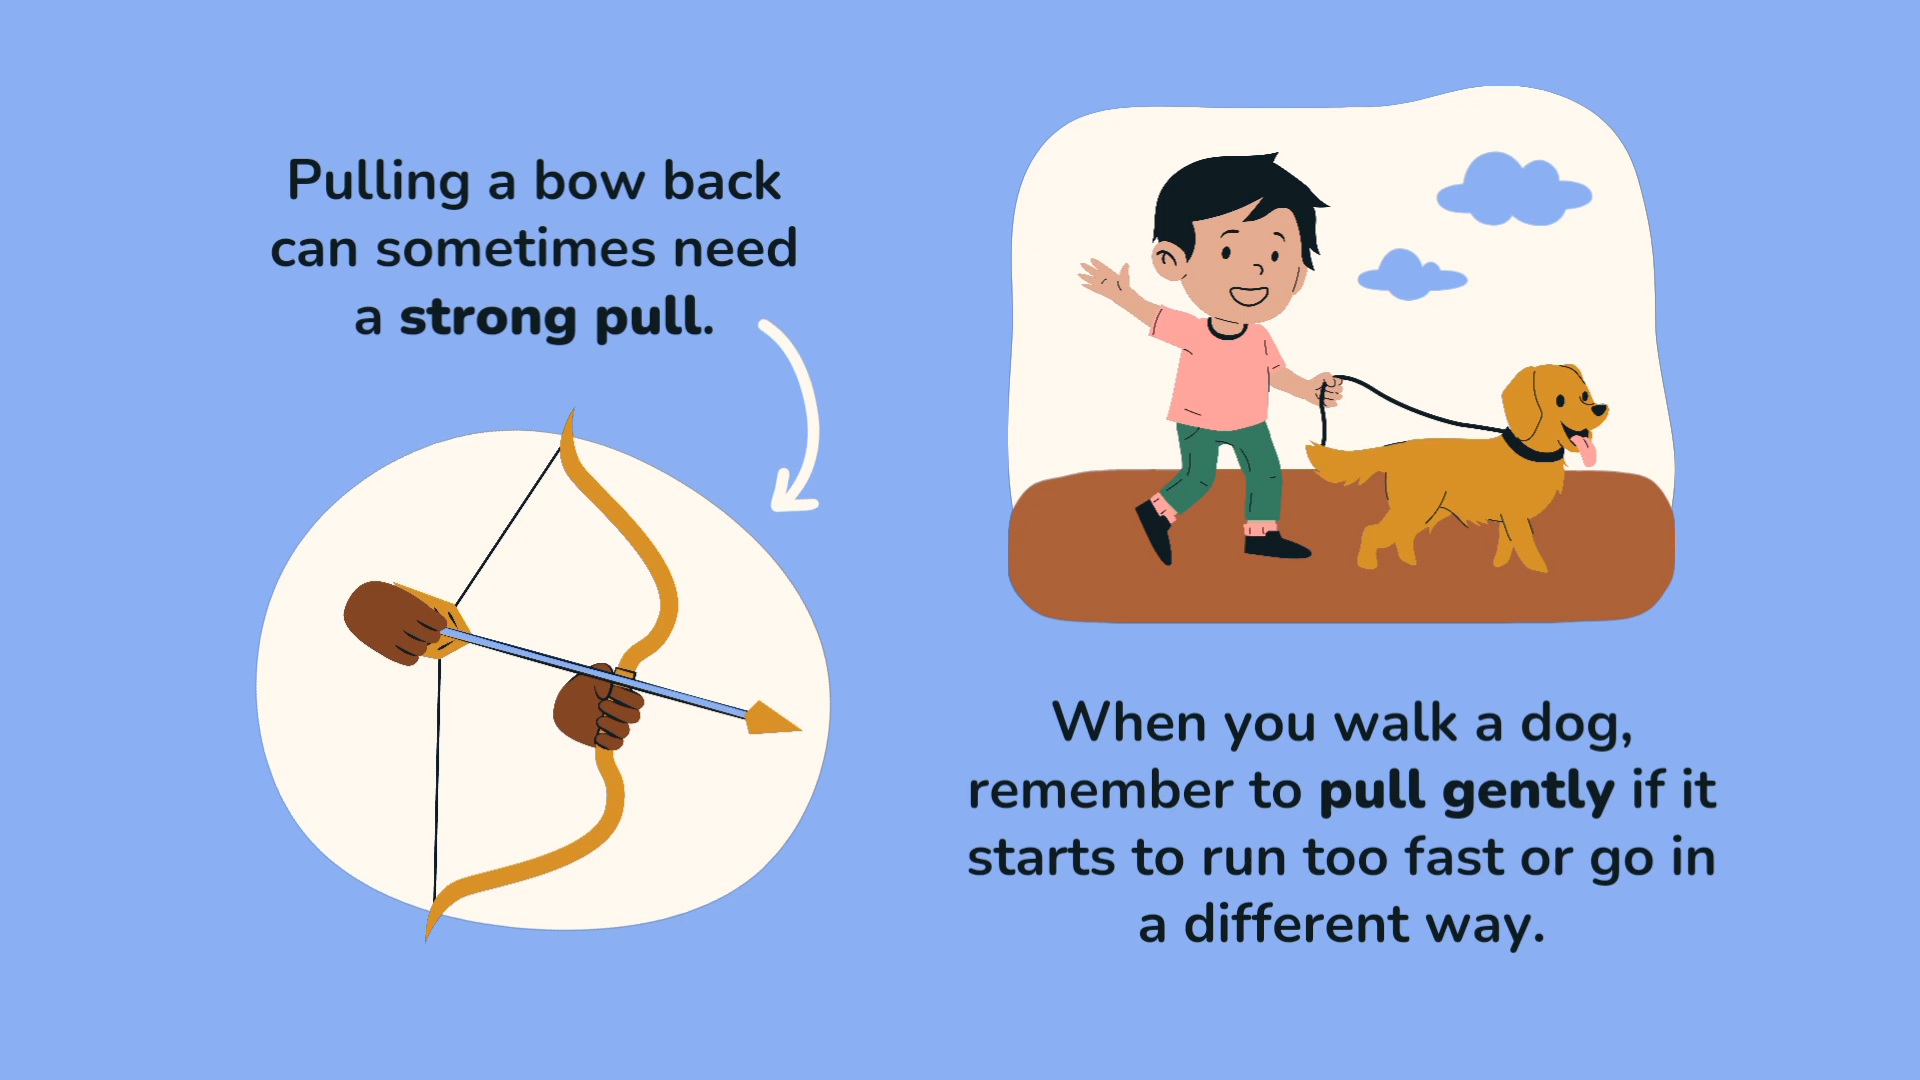 Pulling a bow back
can sometimes need
a strong pull.
When you walk a dog,
remember to pull gently if it
starts to run too fast or go in
a different way.